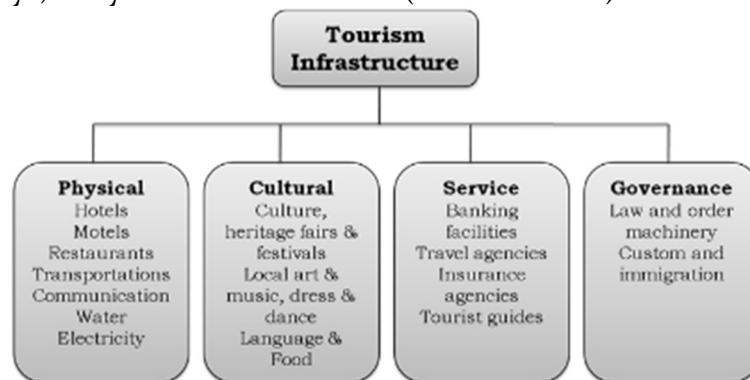 Tourism
Infrastructure
Physical
Hotels
Motels
Restaurants
Transportations
Communication
Water
Electricity
Cultural
Culture,
heritage fairs &
festivals
Local art &
music, dress &
dance
Language &
Food
Service
Banking
facilities
Travel agencies
Insurance
agencies
Tourist guides
Governance
Law and order
machinery
Custom and
immigration